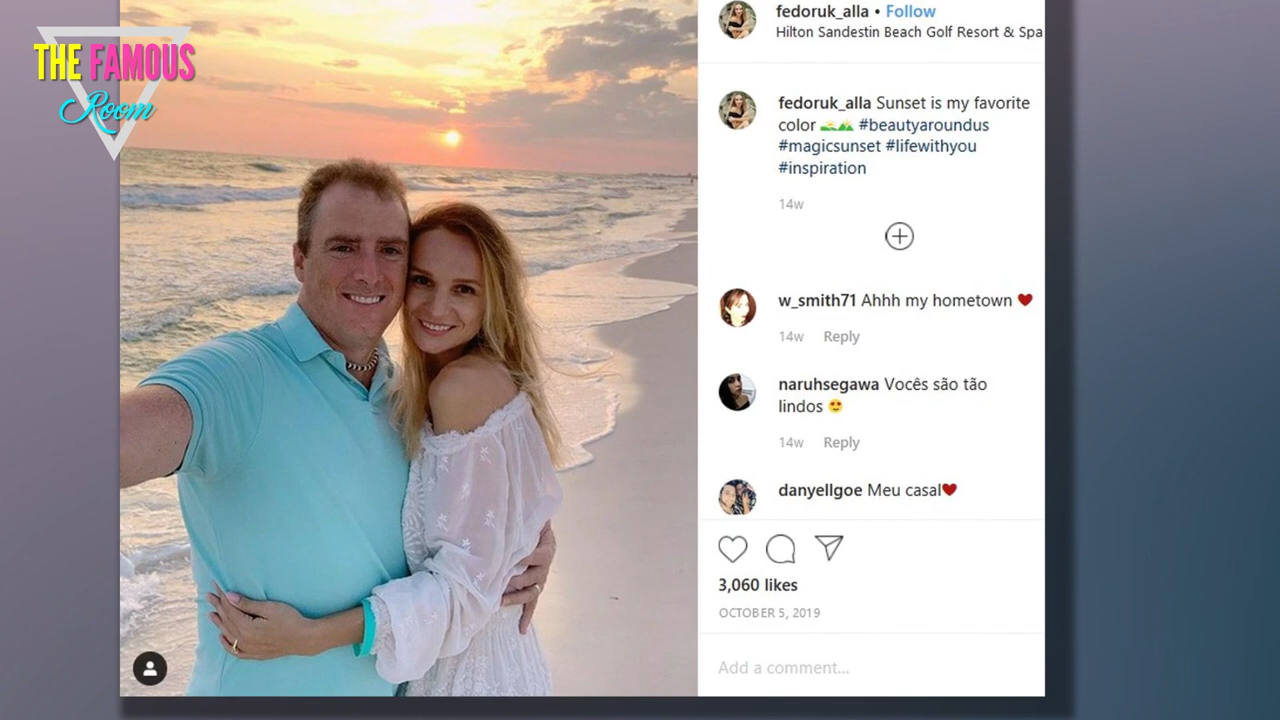 THE FAMOUS
Room
fedoruk_alla • Follow
Hilton Sandestin Beach Golf Resort & Spa
fedoruk_alla Sunset is my favorite
color 🌄🌄 #beautyaroundus
#magicsunset #lifewithyou
#inspiration
14w
w_smith71 Ahhh my hometown ❤
14w Reply
naruhsegawa Vocês são tão
lindos 😍
14w Reply
danyellgoe Meu casal❤
3,060 likes
OCTOBER 5, 2019
Add a comment...